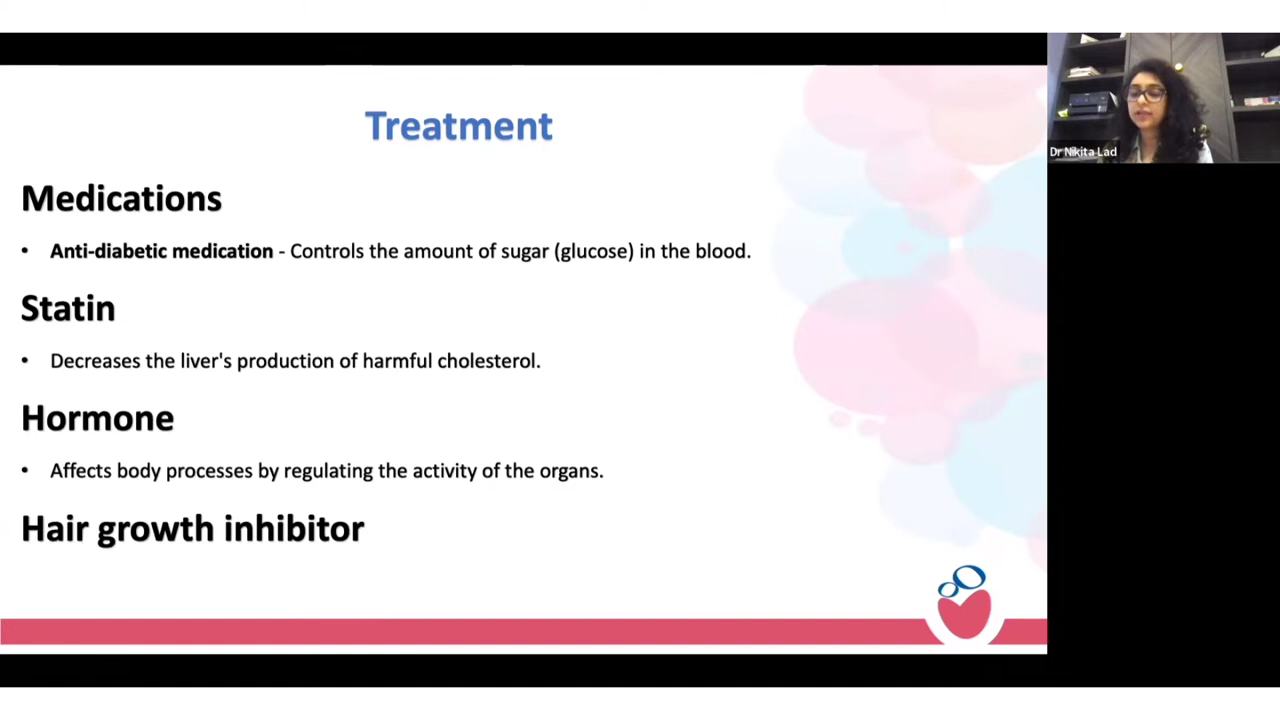 Treatment
Medications
• Anti-diabetic medication - Controls the amount of sugar (glucose) in the blood.
Statin
• Decreases the liver's production of harmful cholesterol.
Hormone
• Affects body processes by regulating the activity of the organs.
Hair growth inhibitor
Dr Nikita Lad